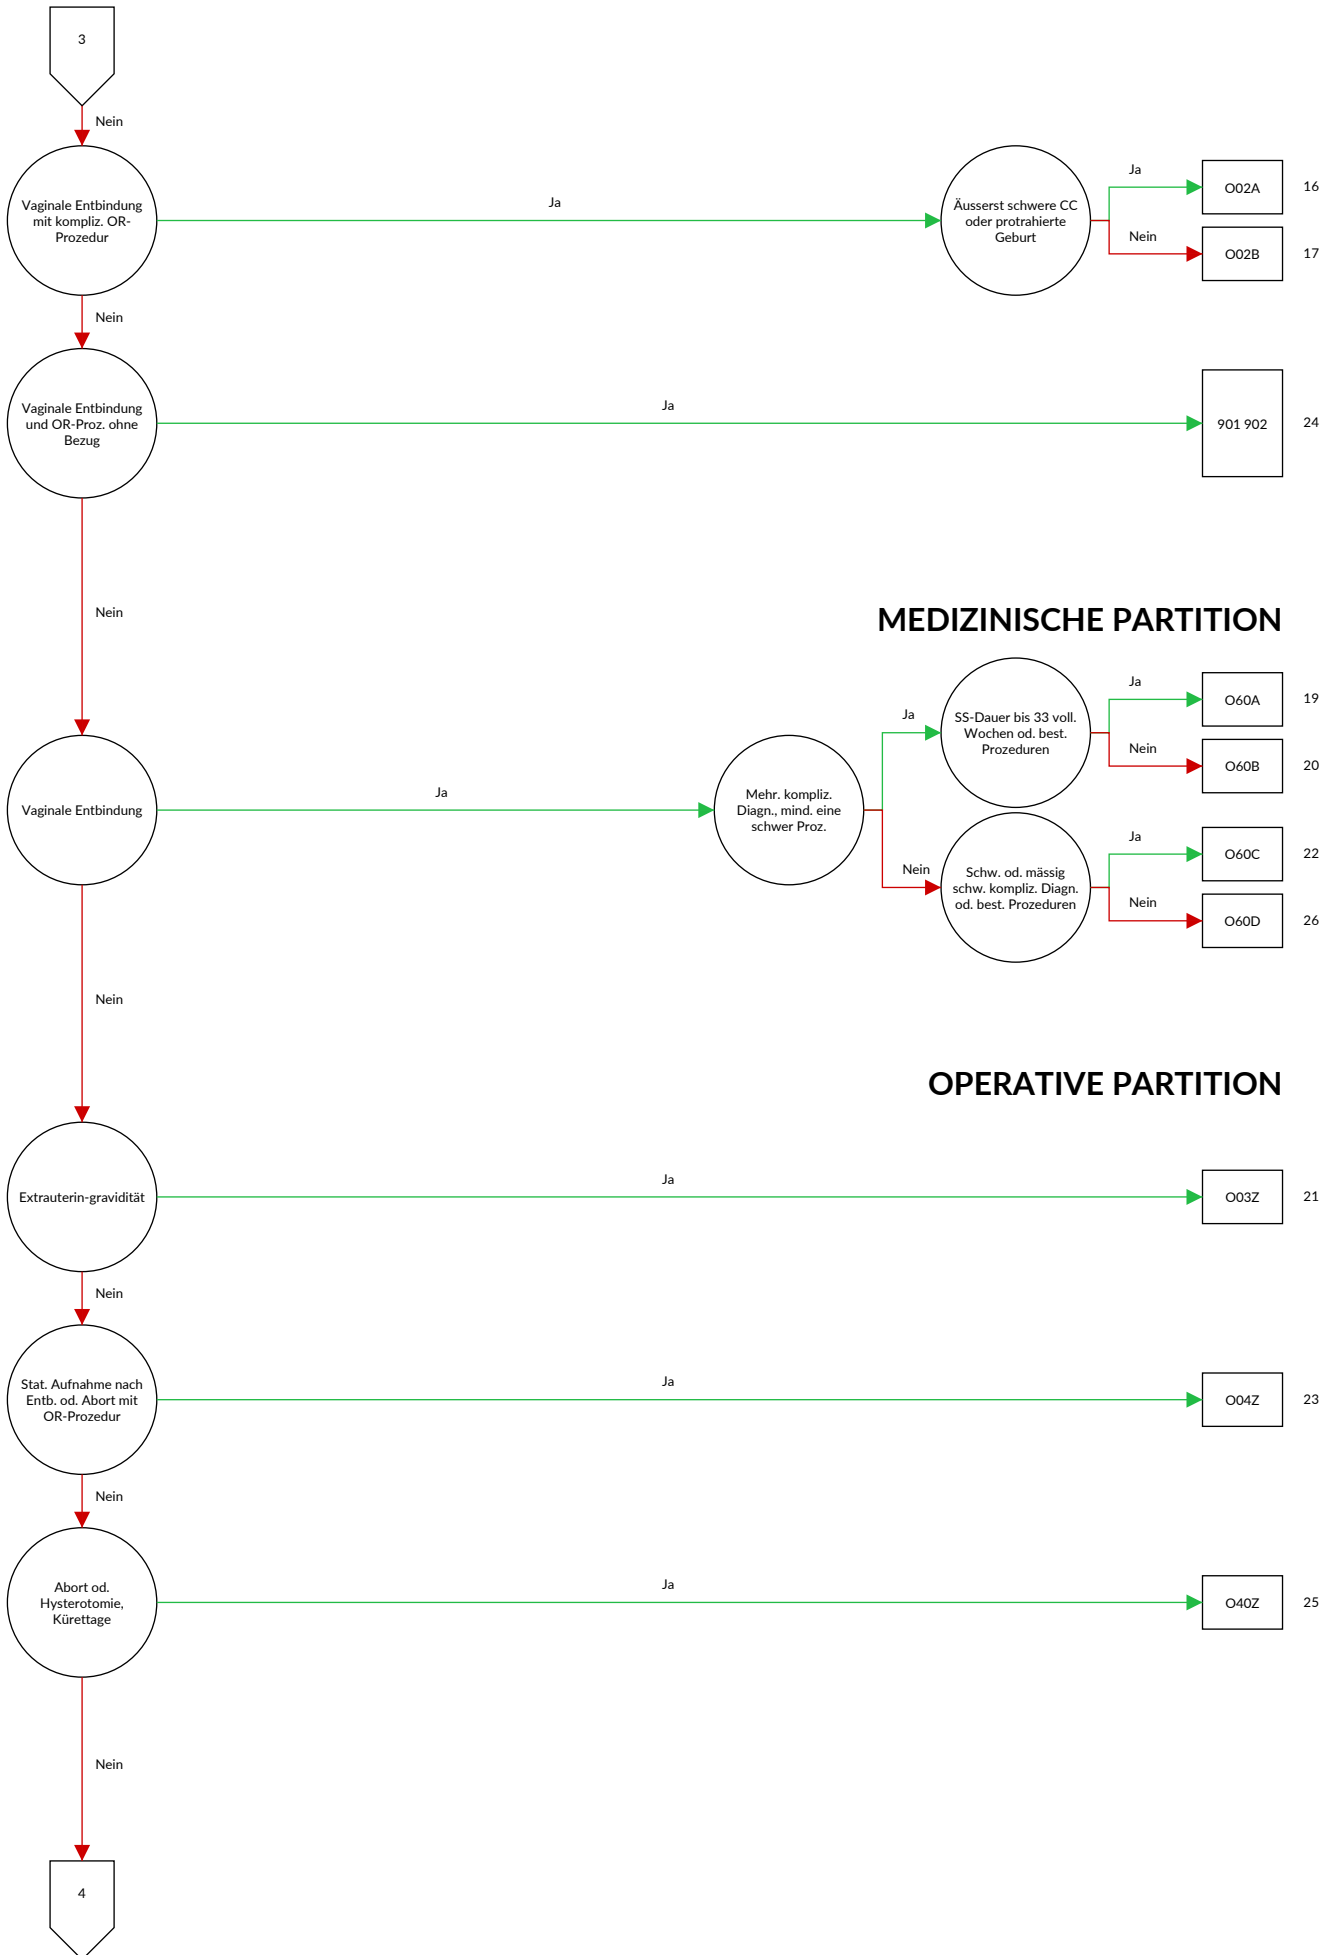 3
Nein
Vaginale Entbindung
mit kompliz. OR-
Prozedur
Ja
Äusserst schwere CC
oder protrahierte
Geburt
Ja
O02A
16
Nein
O02B
17
Nein
Vaginale Entbindung
und OR-Proz. ohne
Bezug
Ja
901 902
24
Nein
MEDIZINISCHE PARTITION
Vaginale Entbindung
Ja
Mehr. kompliz.
Diagn., mind. eine
schwer Proz.
Ja
SS-Dauer bis 33 voll.
Wochen od. best.
Prozeduren
Ja
O60A
19
Nein
O60B
20
Nein
Schw. od. mässig
schw. kompliz. Diagn.
od. best. Prozeduren
Ja
O60C
22
Nein
O60D
26
Nein
OPERATIVE PARTITION
Extrauterin-gravidität
Ja
O03Z
21
Nein
Stat. Aufnahme nach
Entb. od. Abort mit
OR-Prozedur
Ja
O04Z
23
Nein
Abort od.
Hysterotomie,
Kürettage
Ja
O40Z
25
Nein
4